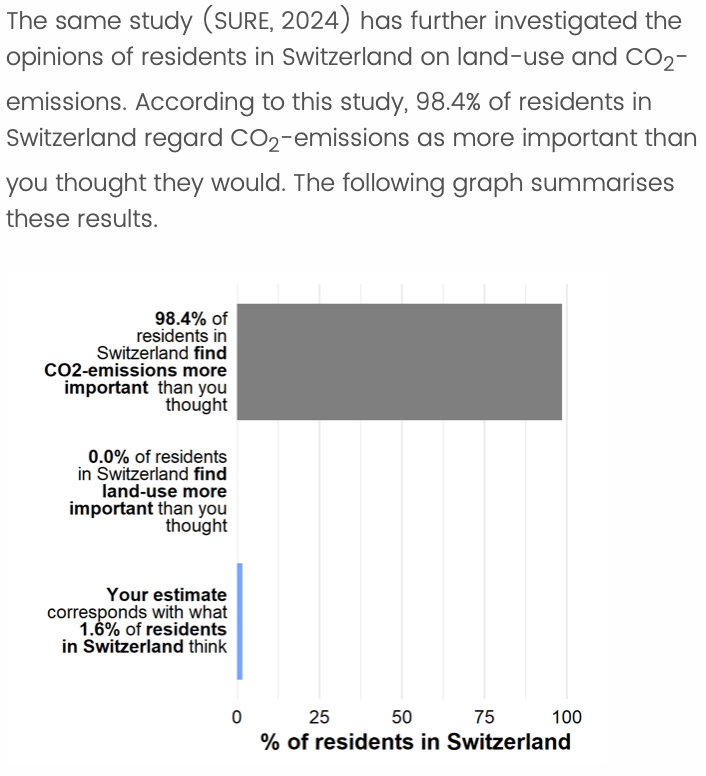 The same study (SURE, 2024) has further investigated the
opinions of residents in Switzerland on land-use and CO₂-
emissions. According to this study, 98.4% of residents in
Switzerland regard CO₂-emissions as more important than
you thought they would. The following graph summarises
these results.
98.4% of
residents in
Switzerland find
CO2-emissions more
important than you
thought
0.0% of residents
in Switzerland find
land-use more
important than you
thought
Your estimate
corresponds with what
1.6% of residents
in Switzerland think
0 25 50 75 100
% of residents in Switzerland